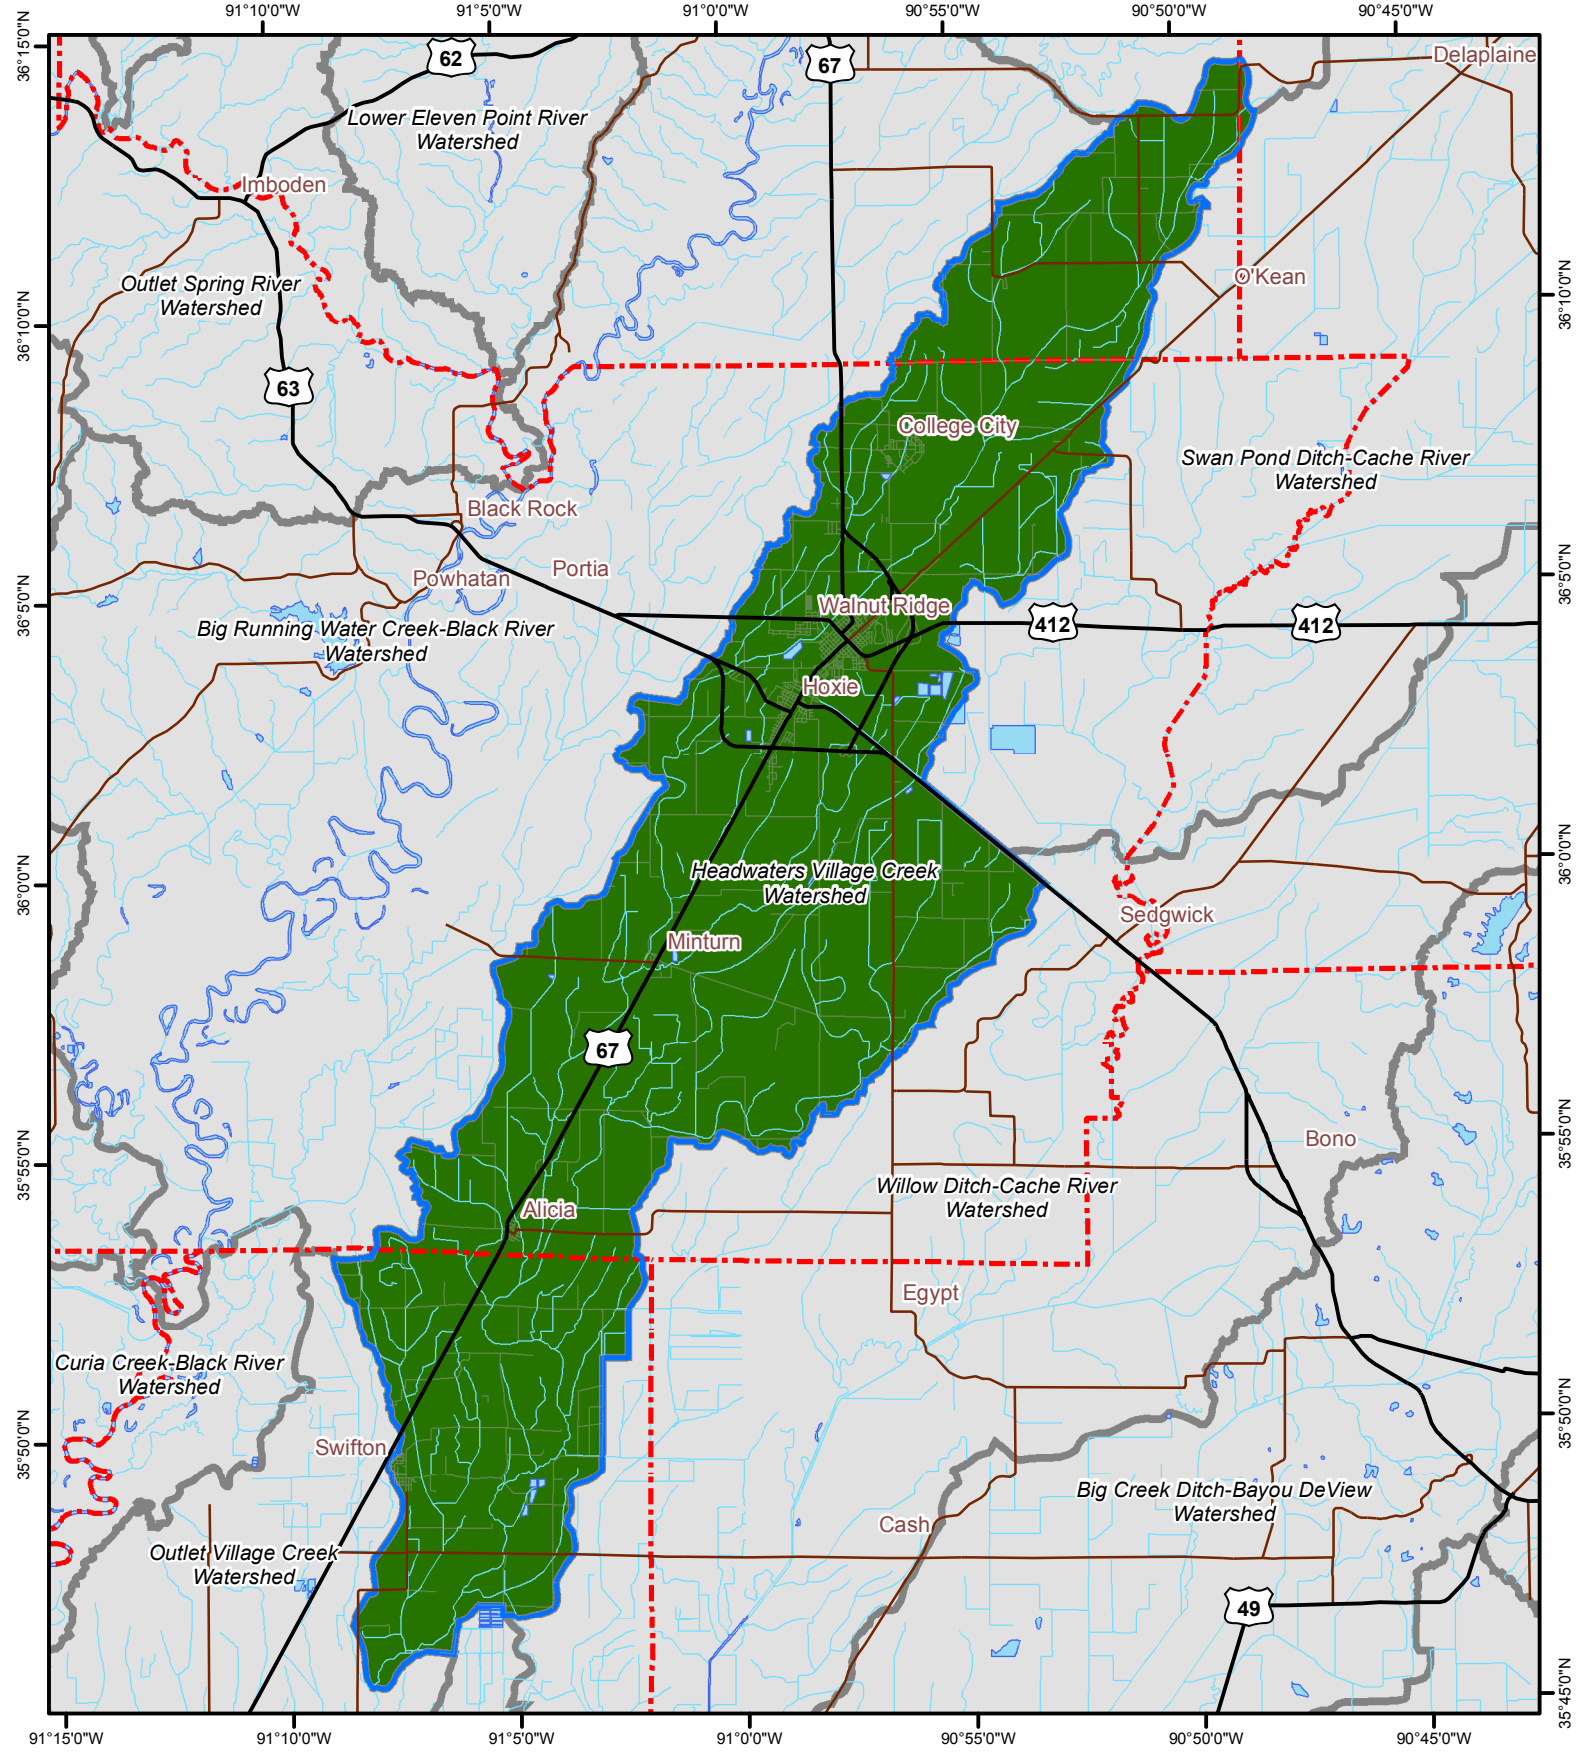 91°10'0"W
91°5'0"W
91°0'0"W
90°55'0"W
90°50'0"W
90°45'0"W
36°15'0"N
62
67
Delaplaine
Lower Eleven Point River
Watershed
Imboden
Outlet Spring River
Watershed
O'Kean
36°10'0"N
36°10'0"N
63
College City
Swan Pond Ditch-Cache River
Watershed
Black Rock
Portia
Powhatan
36°5'0"N
36°5'0"N
Walnut Ridge
412
412
Big Running Water Creek-Black River
Watershed
Hoxie
Headwaters Village Creek
Watershed
36°0'0"N
36°0'0"N
Sedgwick
Minturn
67
Bono
35°55'0"N
35°55'0"N
Willow Ditch-Cache River
Watershed
Alicia
Egypt
Curia Creek-Black River
Watershed
35°50'0"N
35°50'0"N
Swifton
Big Creek Ditch-Bayou DeView
Watershed
Cash
Outlet Village Creek
Watershed
49
35°45'0"N
91°15'0"W
91°10'0"W
91°5'0"W
91°0'0"W
90°55'0"W
90°50'0"W
90°45'0"W